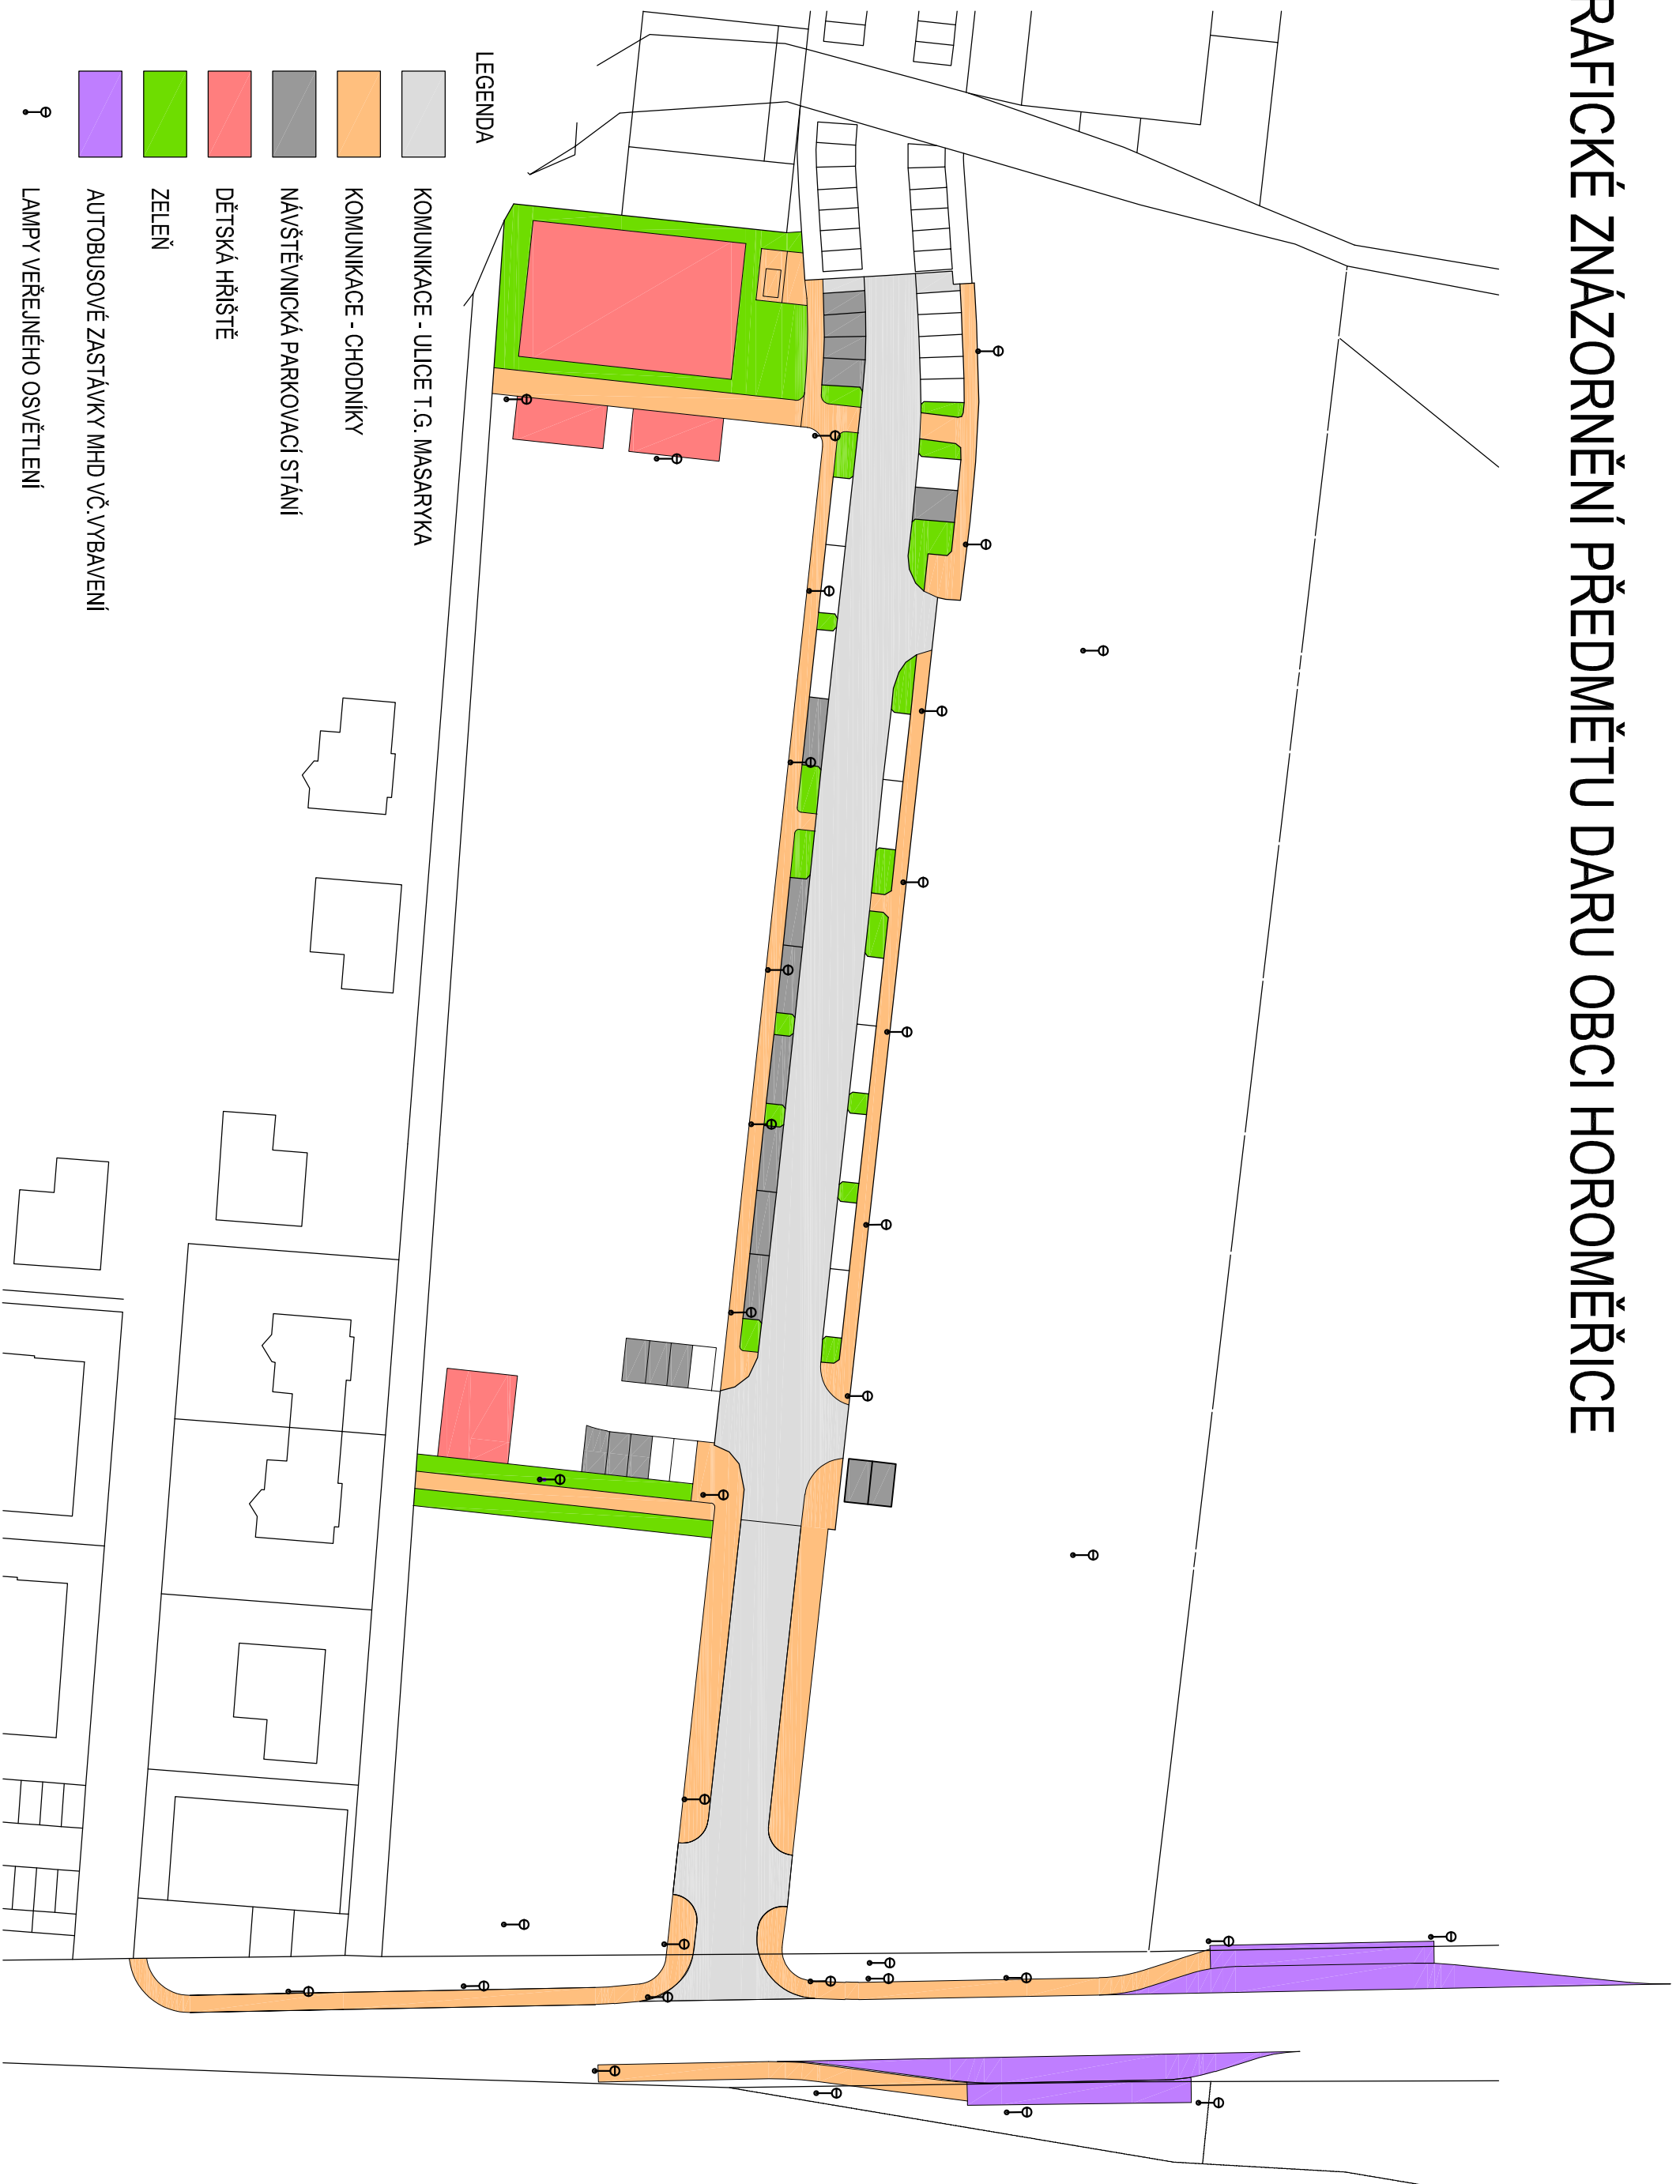 RAFICKÉ ZNÁZORNĚNÍ PŘEDMĚTU DARU OBCI HOROMĚŘICE
LEGENDA
KOMUNIKACE - ULICE T.G. MASARYKA
KOMUNIKACE - CHODNÍKY
NÁVŠTĚVNICKÁ PARKOVACÍ STÁNÍ
DĚTSKÁ HŘIŠTĚ
ZELEŇ
AUTOBUSOVÉ ZASTÁVKY MHD VČ.VYBAVENÍ
LAMPY VEŘEJNÉHO OSVĚTLENÍ